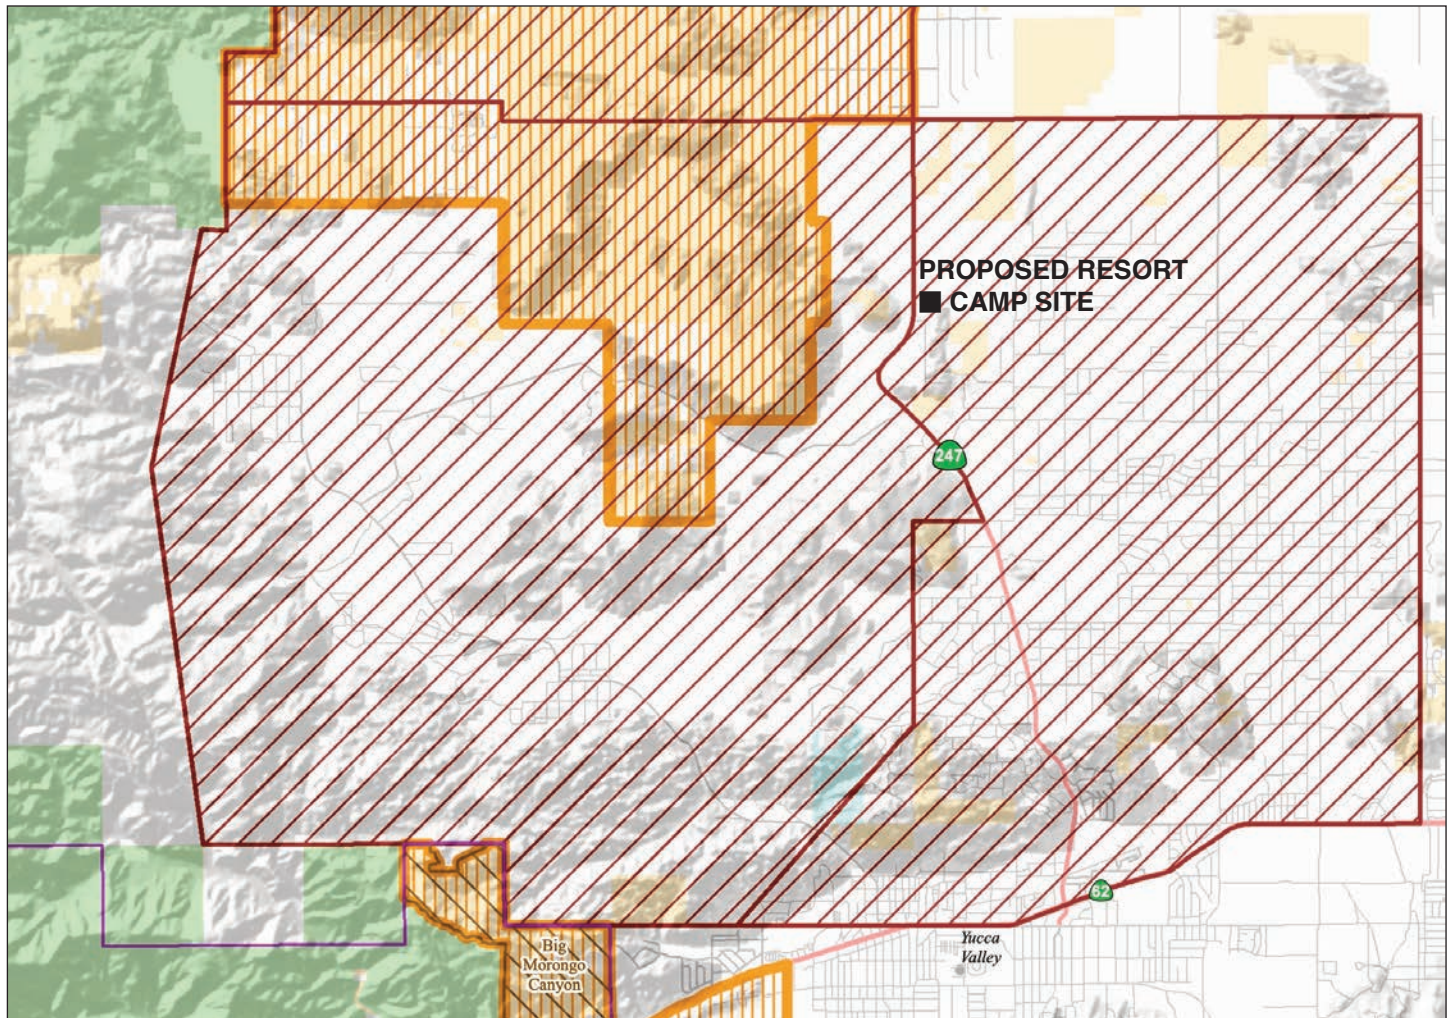 PROPOSED RESORT
■ CAMP SITE
247
62
Yucca
Valley
Big
Morongo
Canyon